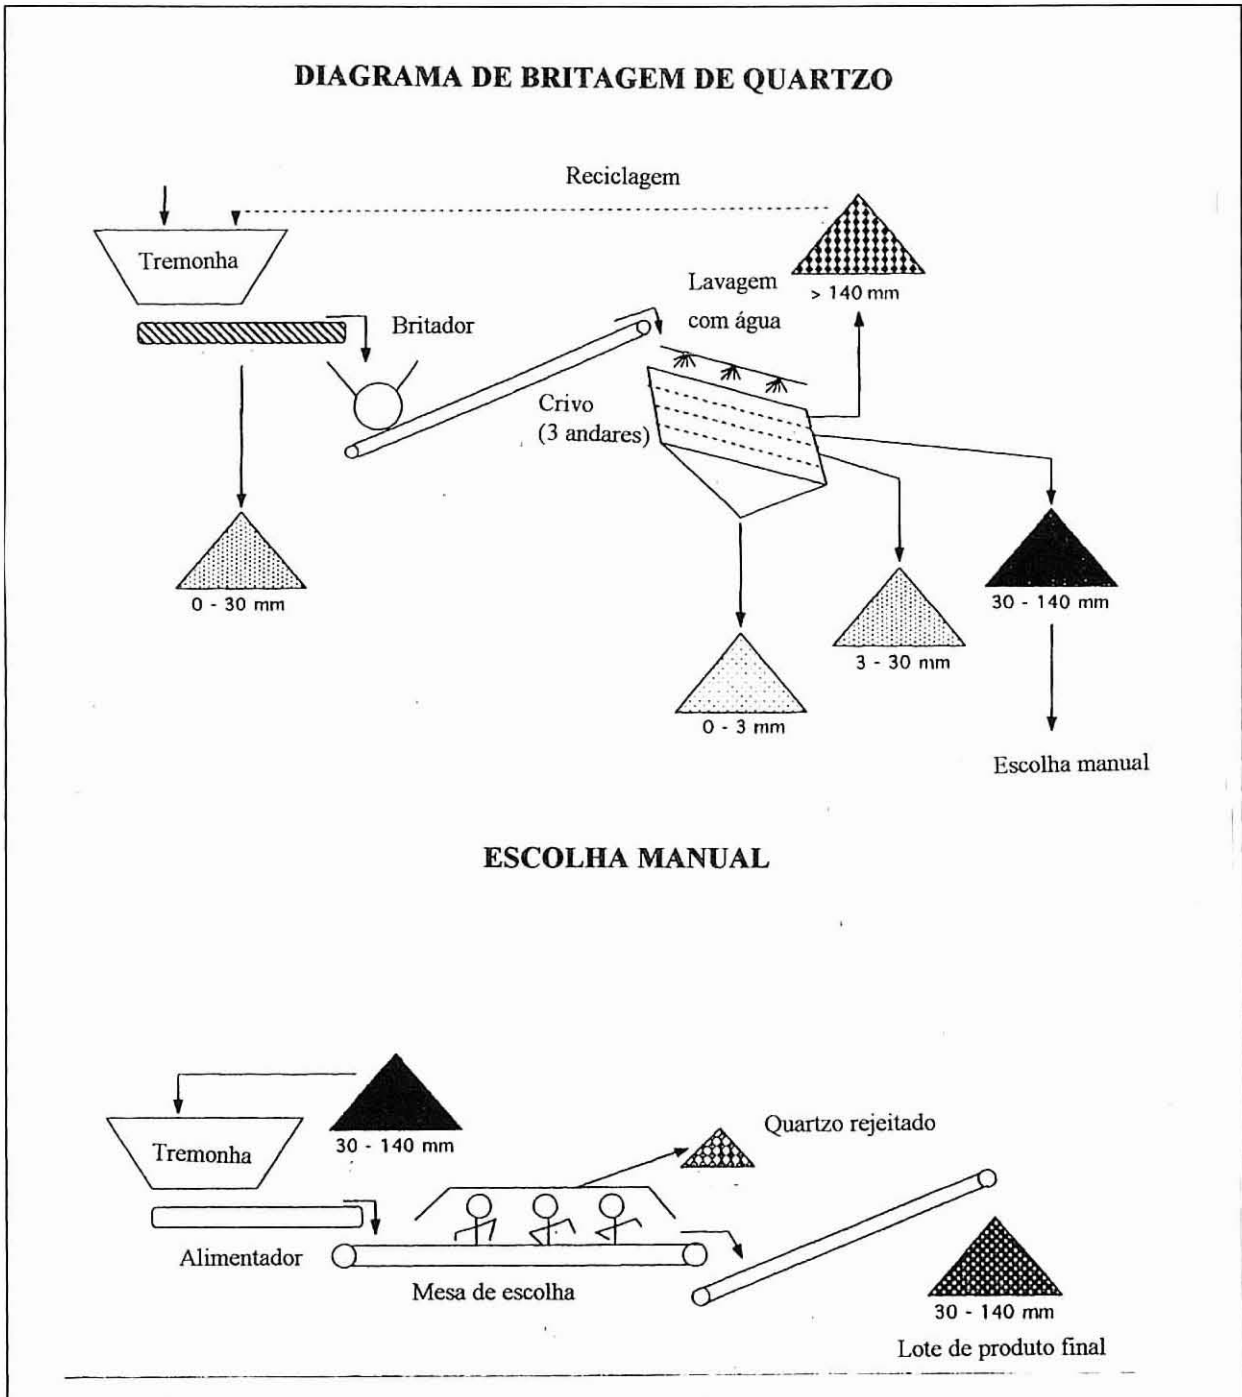 DIAGRAMA DE BRITAGEM DE QUARTZO
Reciclagem
Tremonha
Lavagem
com água
> 140 mm
Britador
Crivo
(3 andares)
0 - 30 mm
30 - 140 mm
3 - 30 mm
0 - 3 mm
Escolha manual
ESCOLHA MANUAL
Quartzo rejeitado
30 - 140 mm
Tremonha
Alimentador
Mesa de escolha
30 - 140 mm
Lote de produto final